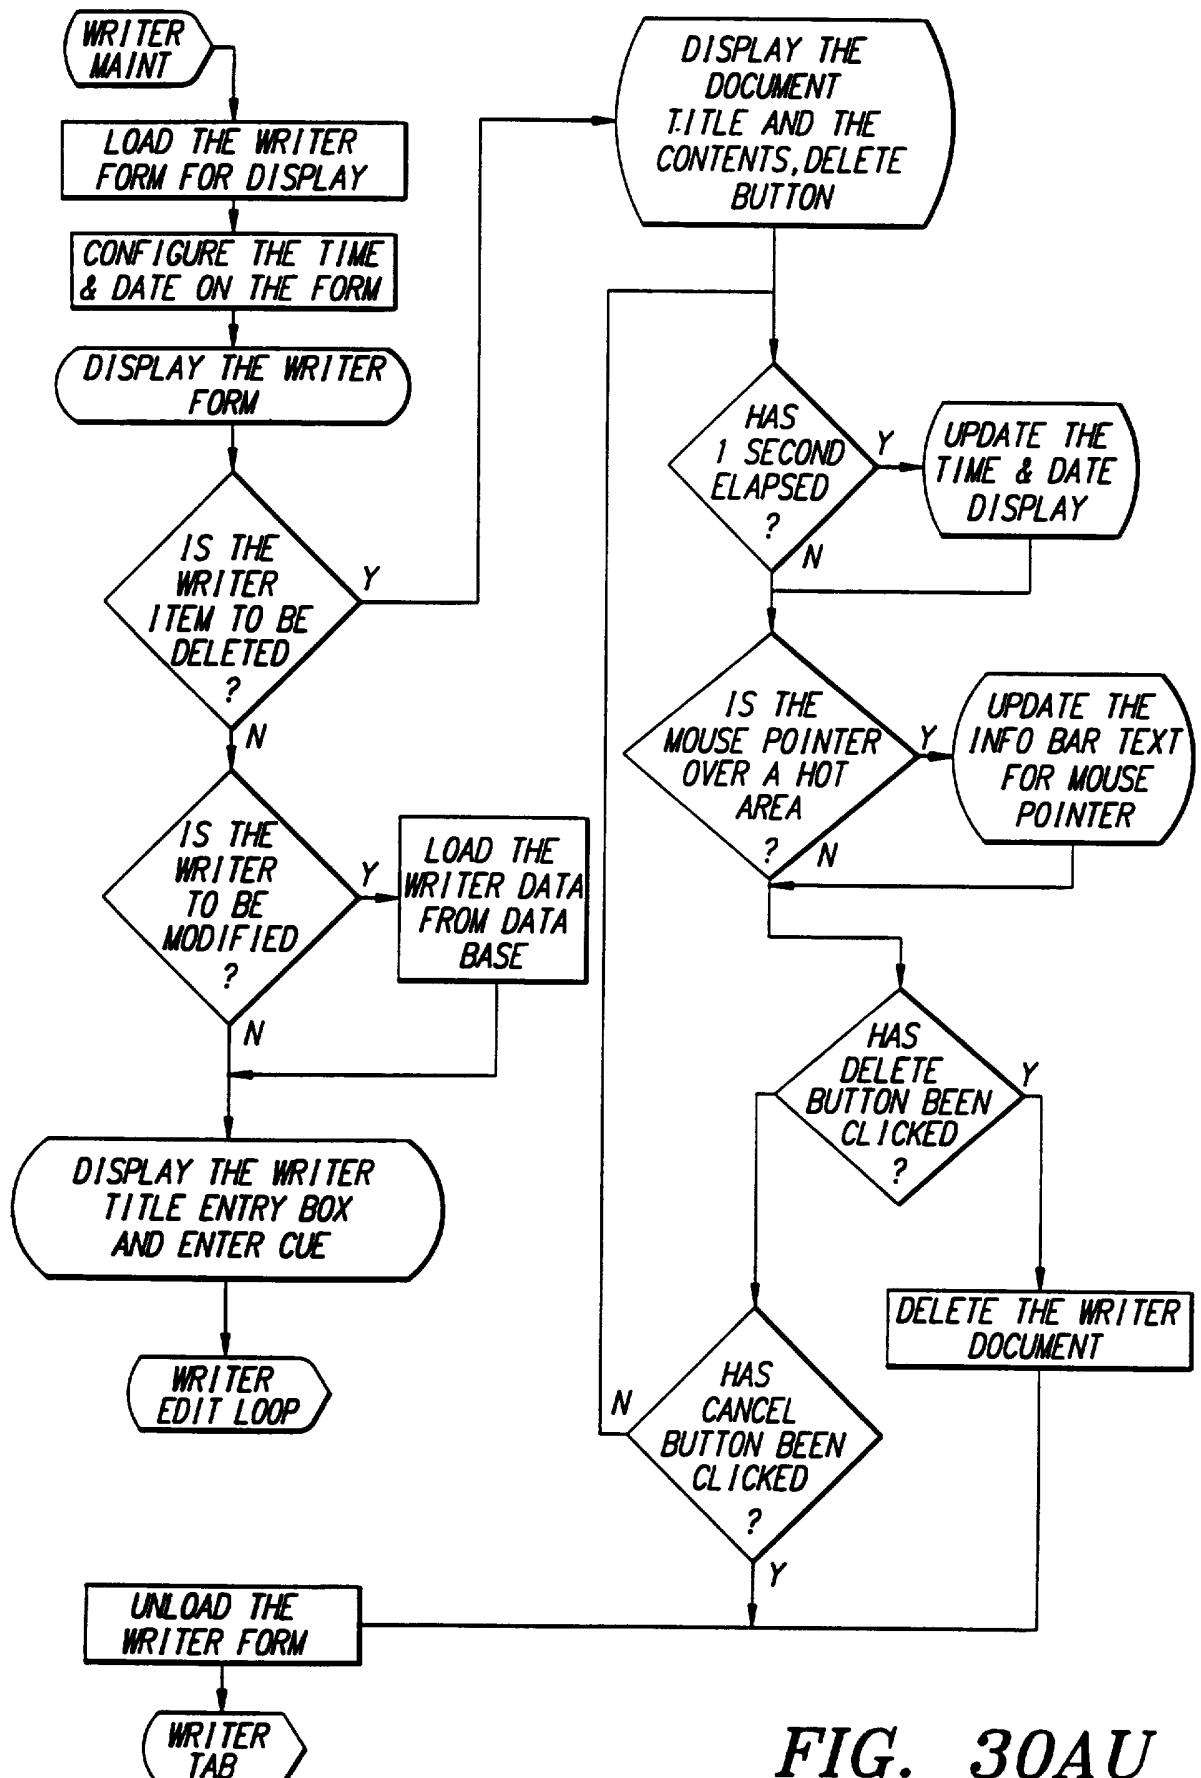 WRITER
MAINT
LOAD THE WRITER
FORM FOR DISPLAY
CONFIGURE THE TIME
& DATE ON THE FORM
DISPLAY THE WRITER
FORM
IS THE
WRITER
ITEM TO BE
DELETED
?
Y
N
IS THE
WRITER
TO BE
MODIFIED
?
Y
N
LOAD THE
WRITER DATA
FROM DATA
BASE
DISPLAY THE WRITER
TITLE ENTRY BOX
AND ENTER CUE
WRITER
EDIT LOOP
DISPLAY THE
DOCUMENT
TITLE AND THE
CONTENTS, DELETE
BUTTON
HAS
1 SECOND
ELAPSED
?
Y
N
UPDATE THE
TIME & DATE
DISPLAY
IS THE
MOUSE POINTER
OVER A HOT
AREA
?
Y
N
UPDATE THE
INFO BAR TEXT
FOR MOUSE
POINTER
HAS
DELETE
BUTTON BEEN
CLICKED
?
Y
DELETE THE WRITER
DOCUMENT
HAS
CANCEL
BUTTON BEEN
CLICKED
?
N
Y
UNLOAD THE
WRITER FORM
WRITER
TAB
FIG. 30AU